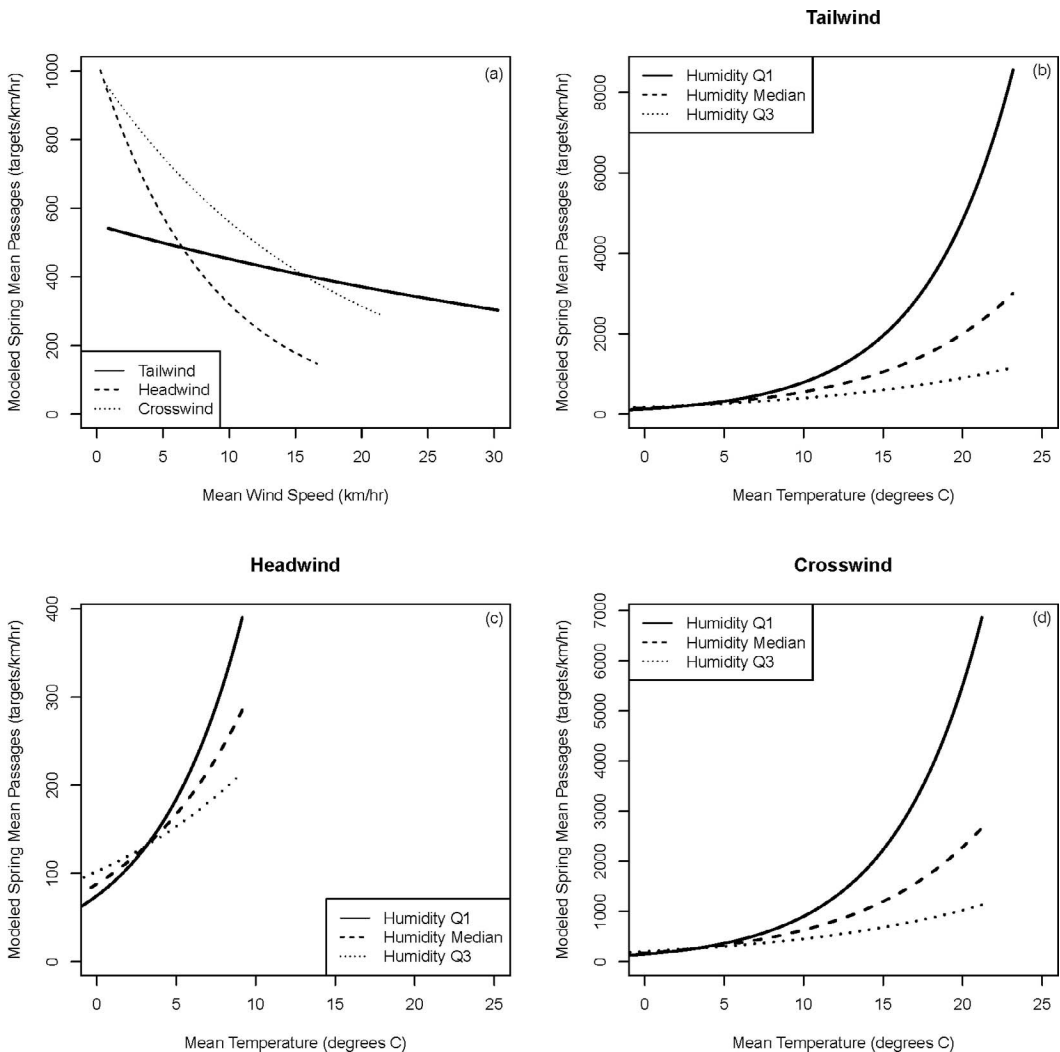 (a)
Modeled Spring Mean Passages (targets/km/hr)
0 200 400 600 800 1000
Tailwind
Headwind
Crosswind
0 5 10 15 20 25 30
Mean Wind Speed (km/hr)
Tailwind
(b)
Humidity Q1
Humidity Median
Humidity Q3
Modeled Spring Mean Passages (targets/km/hr)
0 2000 4000 6000 8000
0 5 10 15 20 25
Mean Temperature (degrees C)
Headwind
(c)
Modeled Spring Mean Passages (targets/km/hr)
0 100 200 300 400
Humidity Q1
Humidity Median
Humidity Q3
0 5 10 15 20 25
Mean Temperature (degrees C)
Crosswind
(d)
Humidity Q1
Humidity Median
Humidity Q3
Modeled Spring Mean Passages (targets/km/hr)
0 1000 2000 3000 4000 5000 6000 7000
0 5 10 15 20 25
Mean Temperature (degrees C)